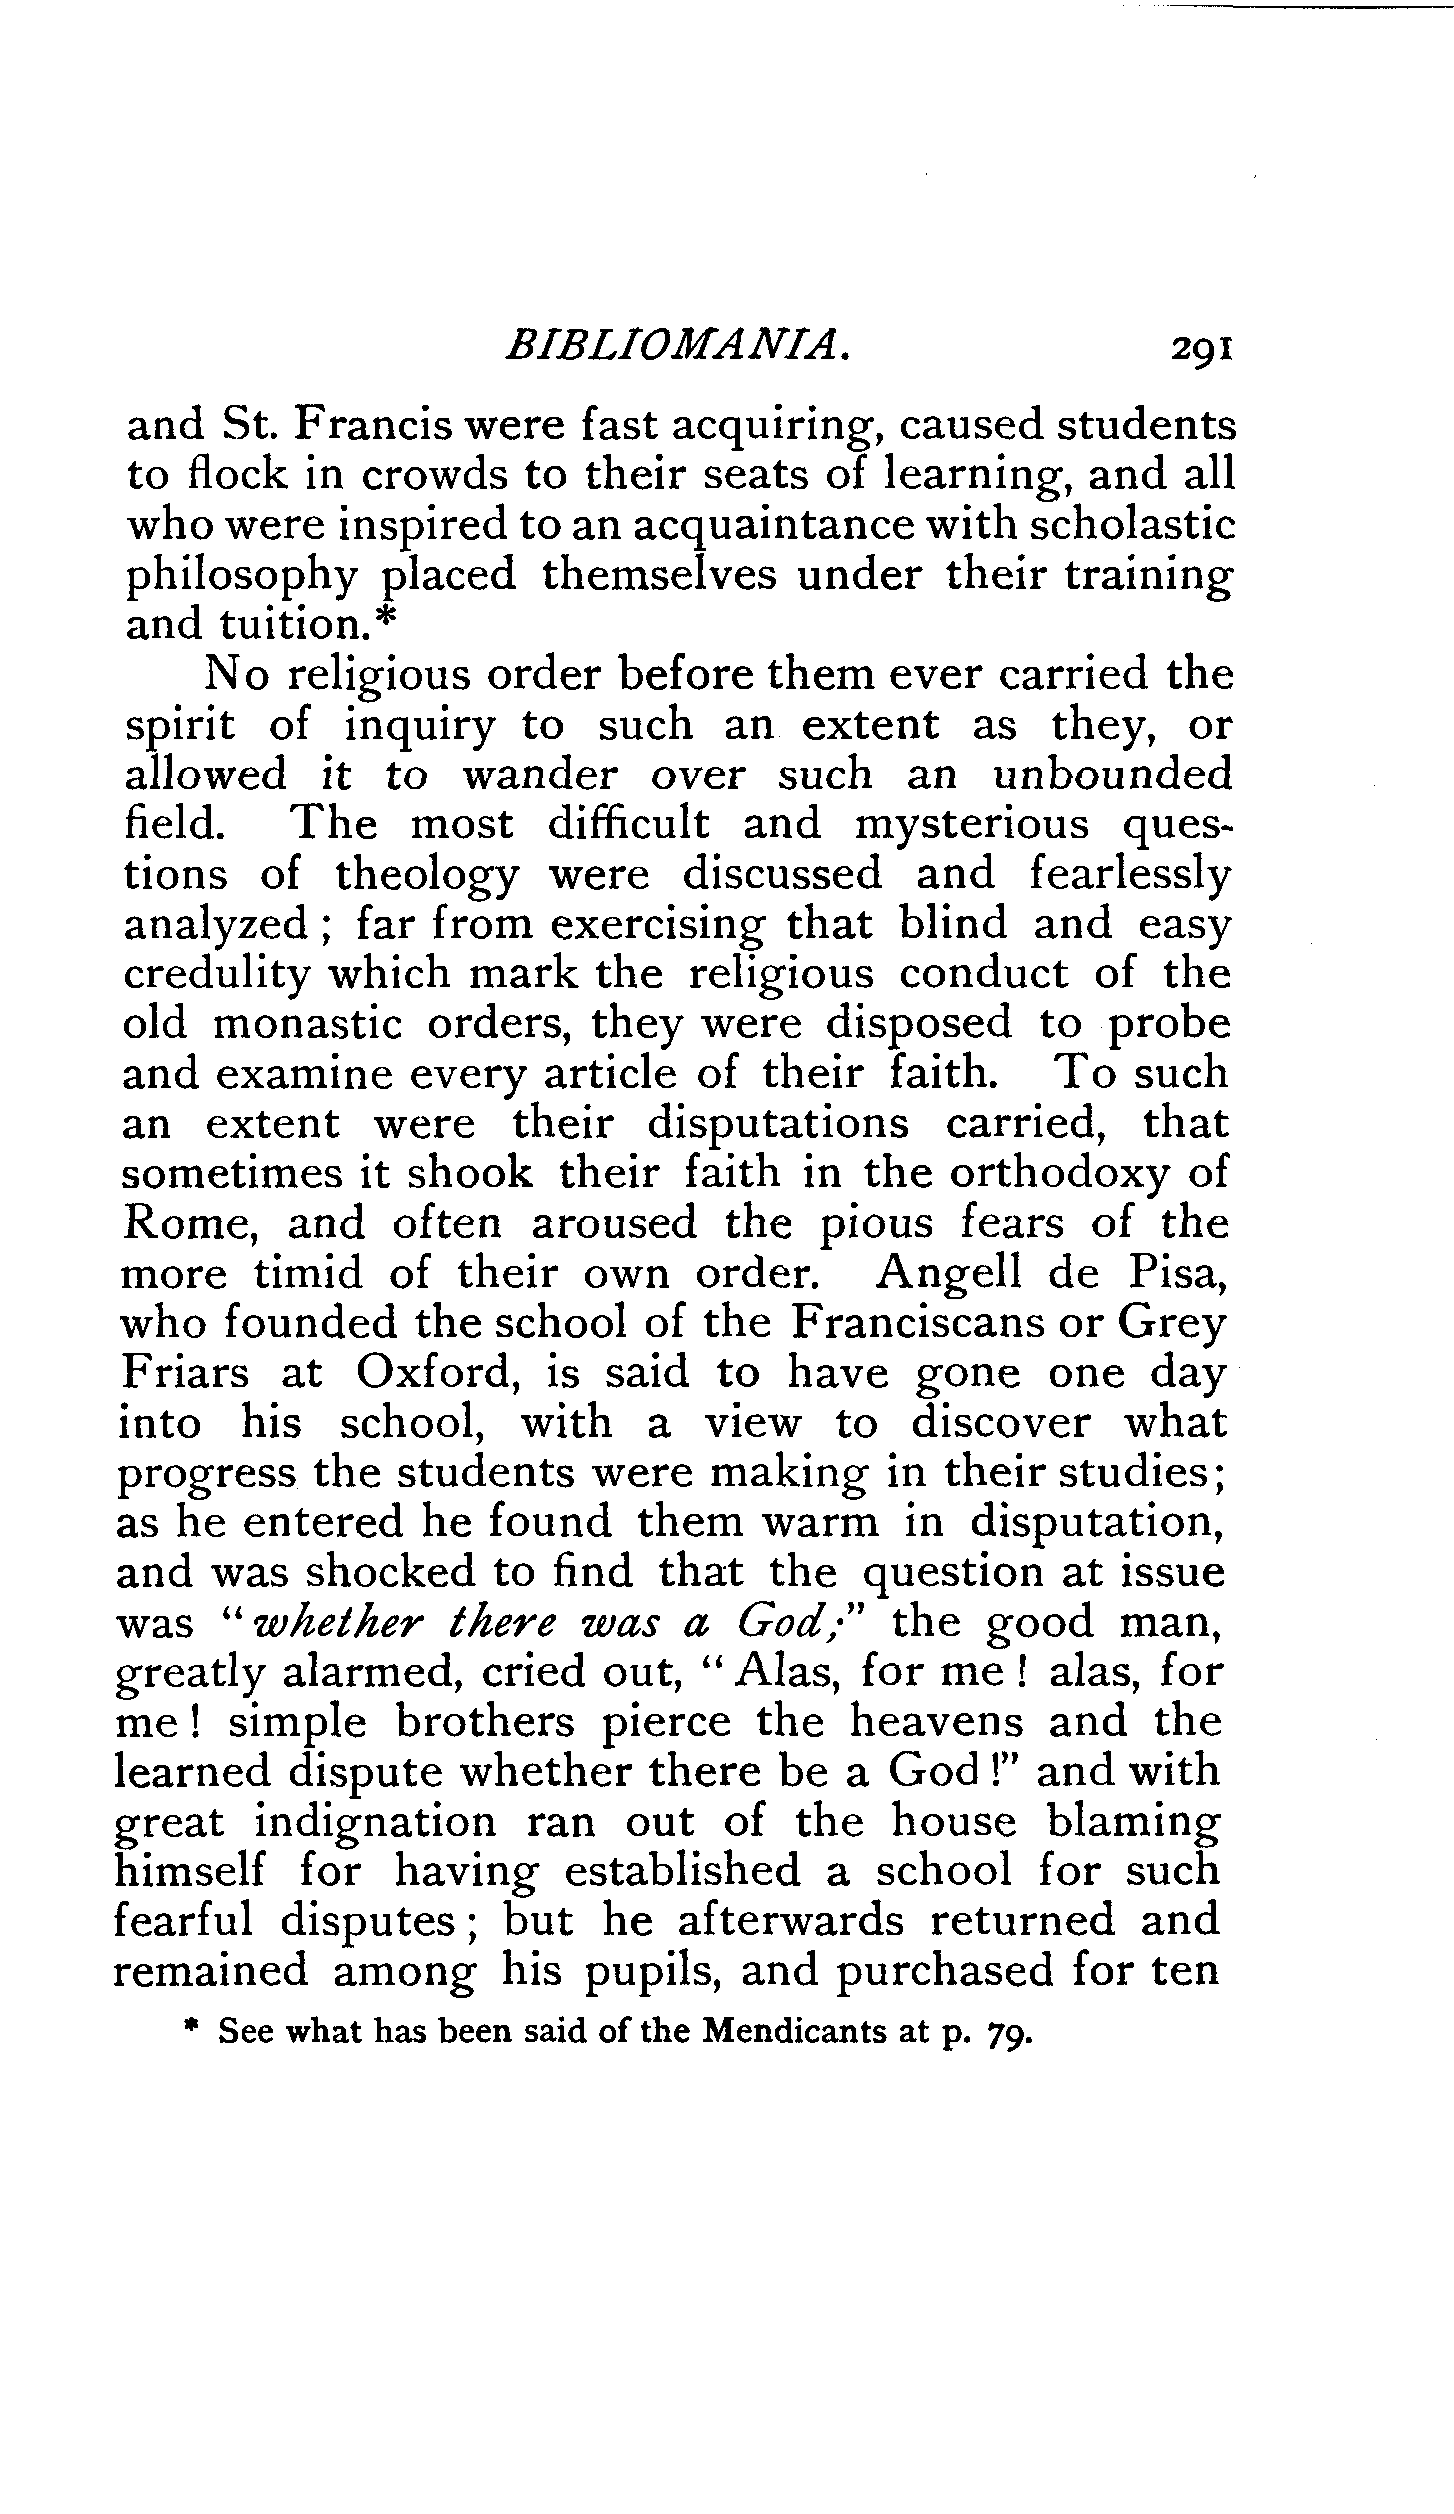 BIBLIOMANIA. 291
and St. Francis were fast acquiring, caused students
to flock in crowds to their seats of learning, and all
who were inspired to an acquaintance with scholastic
philosophy placed themselves under their training
and tuition.*
No religious order before them ever carried the
spirit of inquiry to such an extent as they, or
allowed it to wander over such an unbounded
field. The most difficult and mysterious ques-
tions of theology were discussed and fearlessly
analyzed ; far from exercising that blind and easy
credulity which mark the religious conduct of the
old monastic orders, they were disposed to probe
and examine every article of their faith. To such
an extent were their disputations carried, that
sometimes it shook their faith in the orthodoxy of
Rome, and often aroused the pious fears of the
more timid of their own order. Angell de Pisa,
who founded the school of the Franciscans or Grey
Friars at Oxford, is said to have gone one day
into his school, with a view to discover what
progress the students were making in their studies;
as he entered he found them warm in disputation,
and was shocked to find that the question at issue
was "whether there was a God;" the good man,
greatly alarmed, cried out, " Alas, for me ! alas, for
me ! simple brothers pierce the heavens and the
learned dispute whether there be a God !" and with
great indignation ran out of the house blaming
himself for having established a school for such
fearful disputes ; but he afterwards returned and
remained among his pupils, and purchased for ten
* See what has been said of the Mendicants at p. 79.